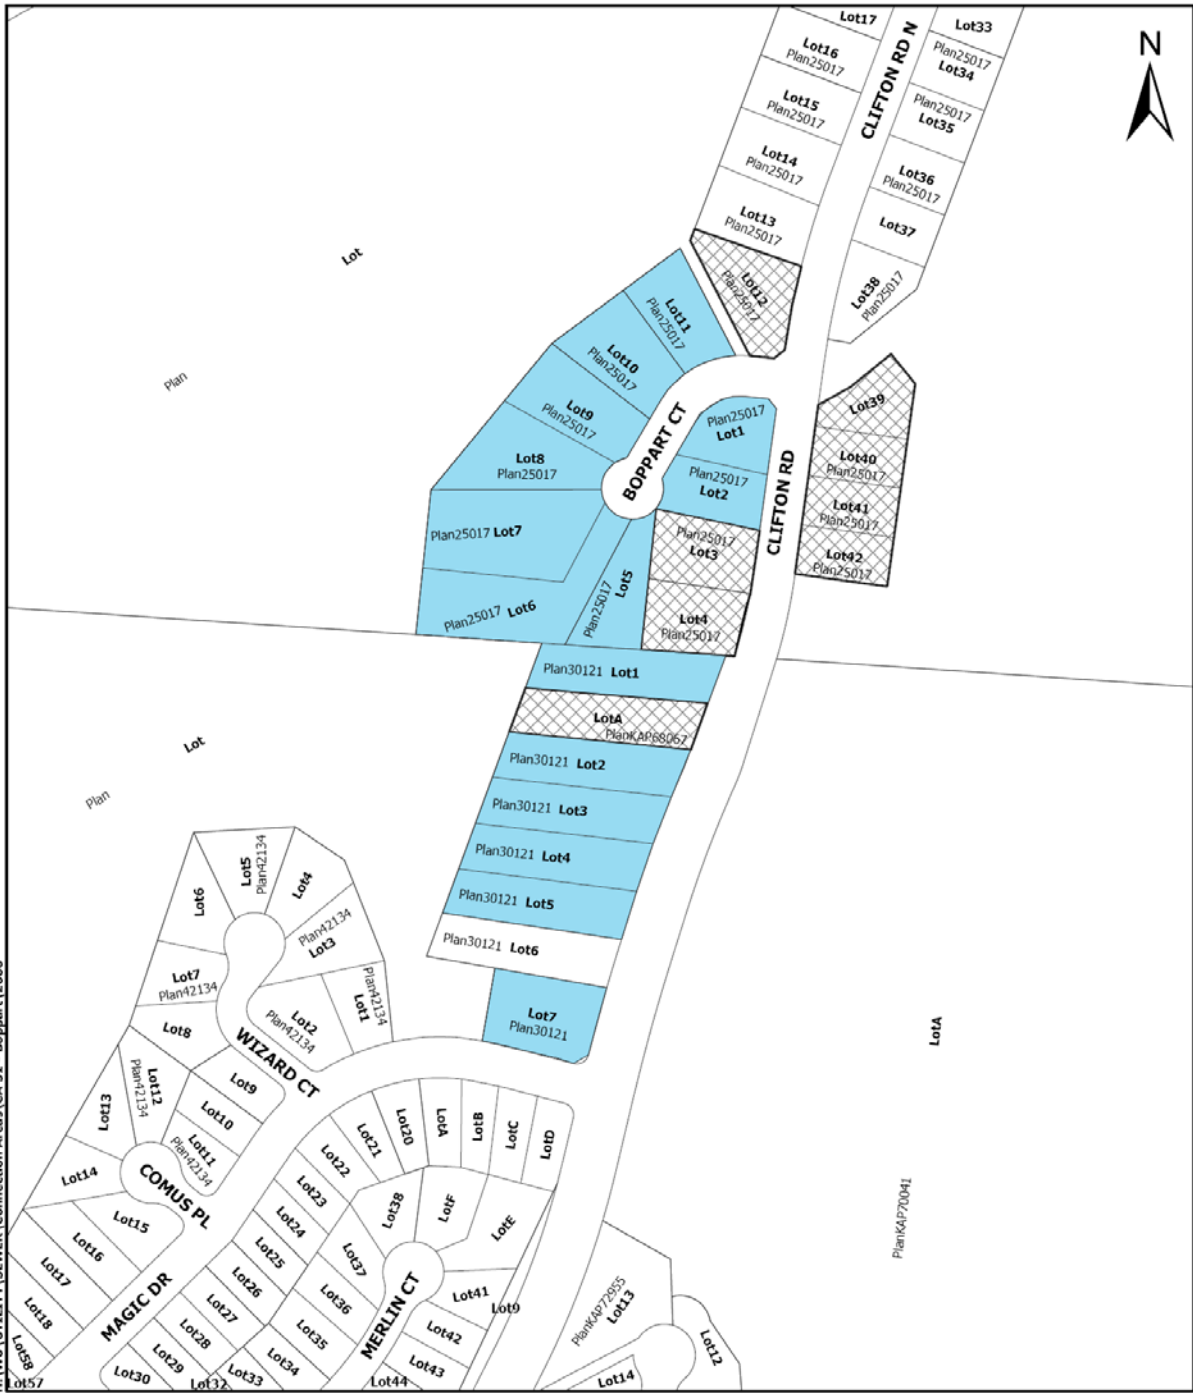 Lot17
Lot33
CLIFTON RD N
N
Lot16
Plan25017
Plan25017
Lot34
Lot15
Plan25017
Plan25017
Lot35
Lot14
Plan25017
Lot36
Plan25017
Lot13
Plan25017
Lot37
Lot
Lot12
Plan25017
Lot38
Plan25017
Lot11
Plan25017
Lot10
Plan25017
Plan
Lot9
Plan25017
Plan25017
Lot1
Lot39
BOPPART CT
Lot8
Plan25017
Plan25017
Lot2
CLIFTON RD
Lot40
Plan25017
Plan25017 Lot7
Plan25017
Lot3
Lot41
Plan25017
Lot42
Plan25017
Plan25017 Lot6
Plan25017
Lot5
Lot4
Plan25017
Plan30121 Lot1
LotA
PlanKAP68067
Lot
Plan
Plan30121 Lot2
Plan30121 Lot3
Plan30121 Lot4
Plan30121 Lot5
Plan30121 Lot6
Lot7
Plan30121
Lot6
Lot5
Plan42134
Lot4
Plan42134
Lot3
Lot7
Plan42134
Lot2
Plan42134
Plan42134
Lot1
LotA
Lot8
WIZARD CT
Lot9
Lot12
Plan42134
Lot13
Lot10
Lot11
Plan42134
Lot14
COMUS PL
Lot15
Lot16
Lot17
Lot18
Lot58
Lot57
MAGIC DR
Lot22
Lot21
Lot20
LotA
LotB
LotC
LotD
Lot23
Lot24
Lot25
Lot26
Lot27
Lot28
Lot29
Lot30
Lot32
Lot33
Lot34
Lot35
Lot36
Lot37
Lot38
LotF
LotE
MERLIN CT
Lot41
Lot9
Lot42
Lot43
Lot44
PlanKAP70041
PlanKAP72955
Lot13
Lot12
Lot14